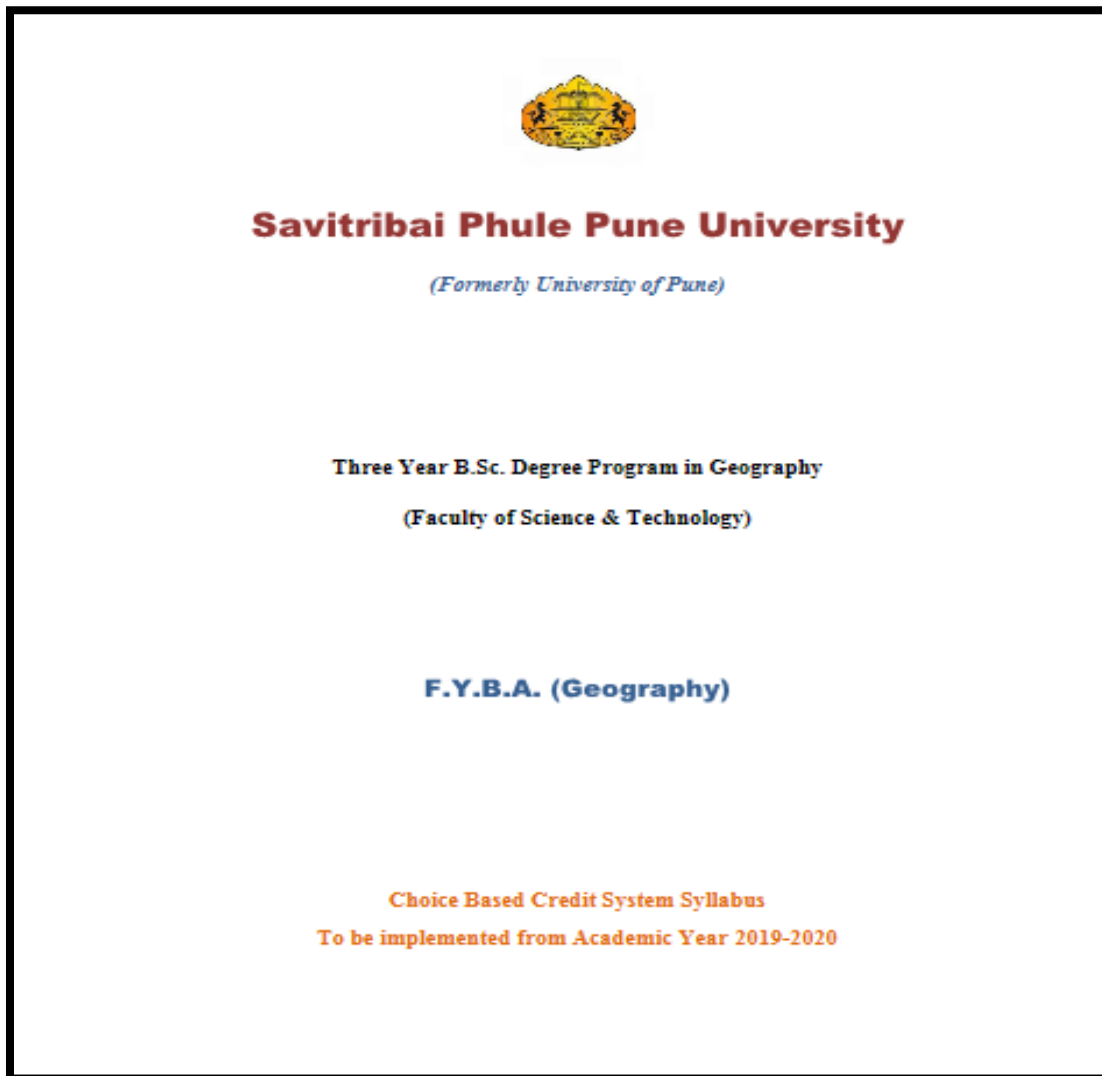 Savitribai Phule Pune University
(Formerly University of Pune)
Three Year B.Sc. Degree Program in Geography
(Faculty of Science & Technology)
F.Y.B.A. (Geography)
Choice Based Credit System Syllabus
To be implemented from Academic Year 2019-2020